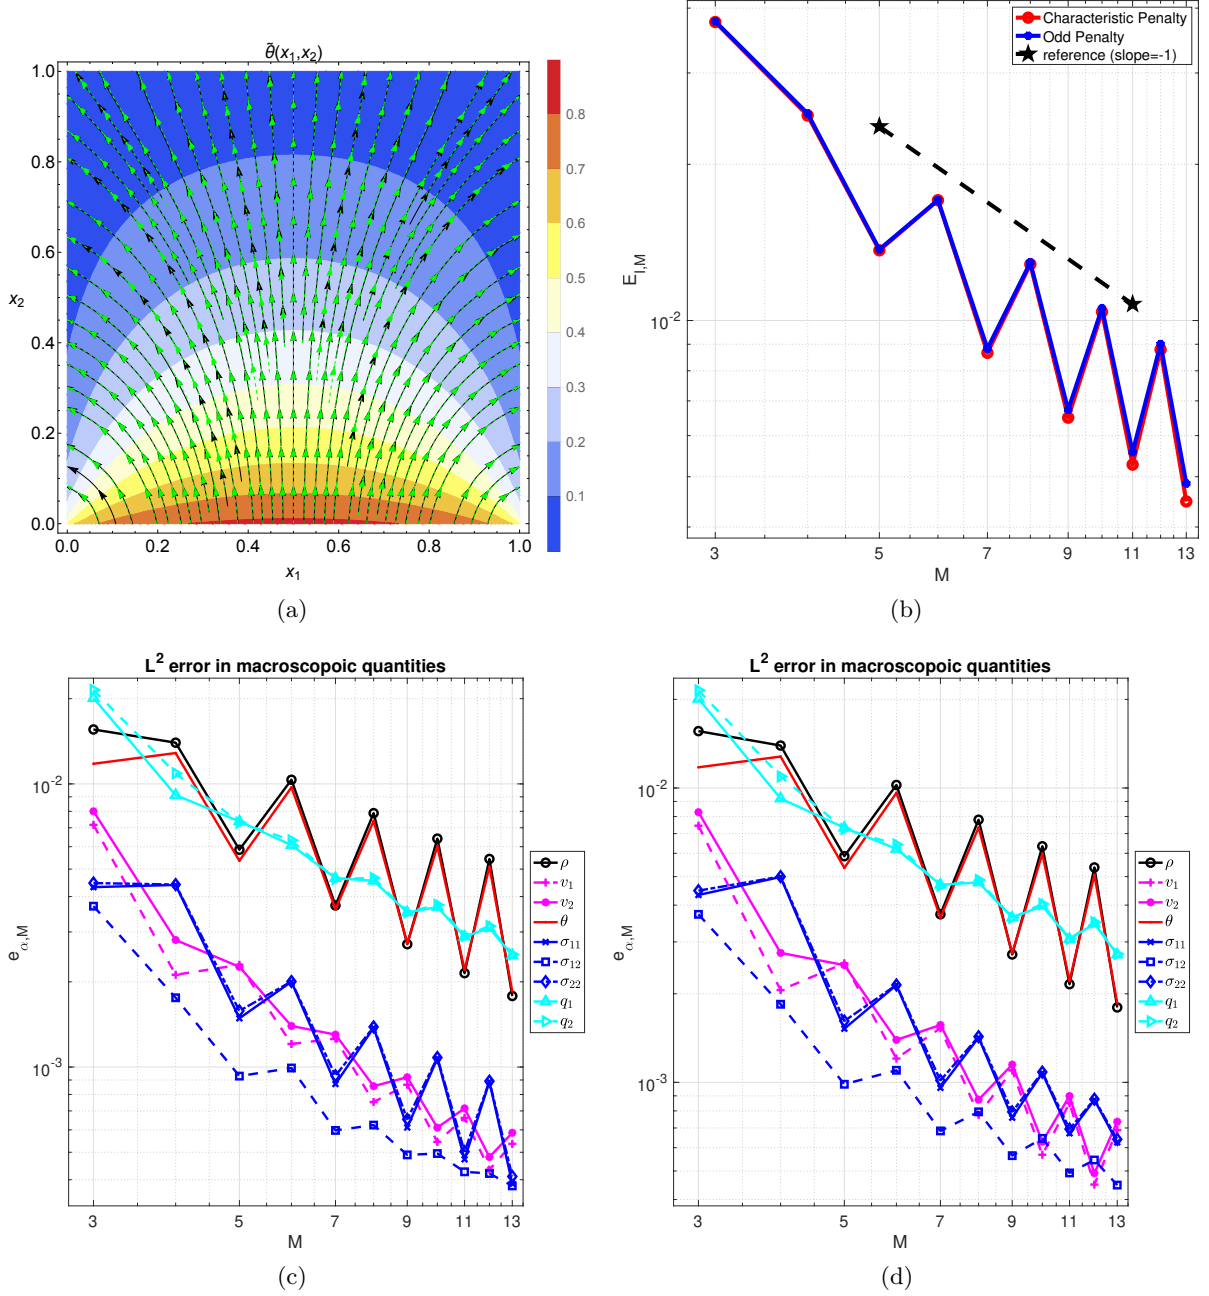 θ̃(x₁,x₂)
1.0
0.8
0.6
x₂
0.4
0.2
0.0
0.0 0.2 0.4 0.6 0.8 1.0
x₁
0.8
0.7
0.6
0.5
0.4
0.3
0.2
0.1
(a)
Characteristic Penalty
Odd Penalty
reference (slope=-1)
E_{I,M}
10⁻²
3 5 7 9 11 13
M
(b)
L² error in macroscopoic quantities
e_{α,M}
10⁻²
10⁻³
3 5 7 9 11 13
M
ρ
v₁
v₂
θ
σ₁₁
σ₁₂
σ₂₂
q₁
q₂
(c)
L² error in macroscopoic quantities
e_{α,M}
10⁻²
10⁻³
3 5 7 9 11 13
M
ρ
v₁
v₂
θ
σ₁₁
σ₁₂
σ₂₂
q₁
q₂
(d)